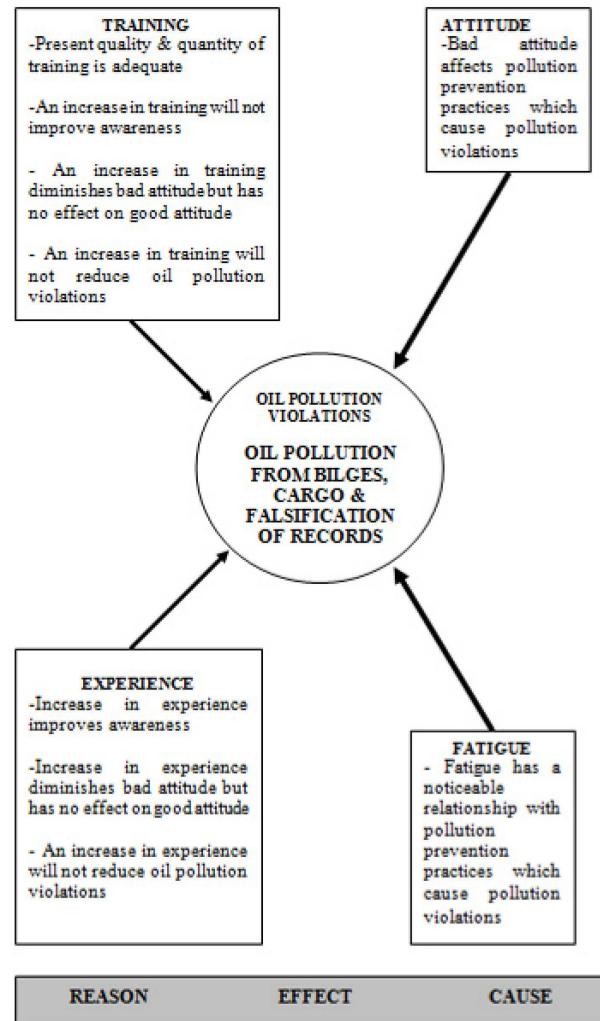 TRAINING
-Present quality & quantity of
training is adequate
-An increase in training will not
improve awareness
- An increase in training
diminishes bad attitude but has
no effect on good attitude
- An increase in training will
not reduce oil pollution
violations
ATTITUDE
-Bad attitude
affects pollution
prevention
practices which
cause pollution
violations
OIL POLLUTION
VIOLATIONS
OIL POLLUTION
FROM BILGES,
CARGO &
FALSIFICATION
OF RECORDS
EXPERIENCE
-Increase in experience
improves awareness
-Increase in experience
diminishes bad attitude but
has no effect on good attitude
- An increase in experience
will not reduce oil pollution
violations
FATIGUE
- Fatigue has a
noticeable
relationship with
pollution
prevention
practices which
cause pollution
violations
REASON EFFECT CAUSE